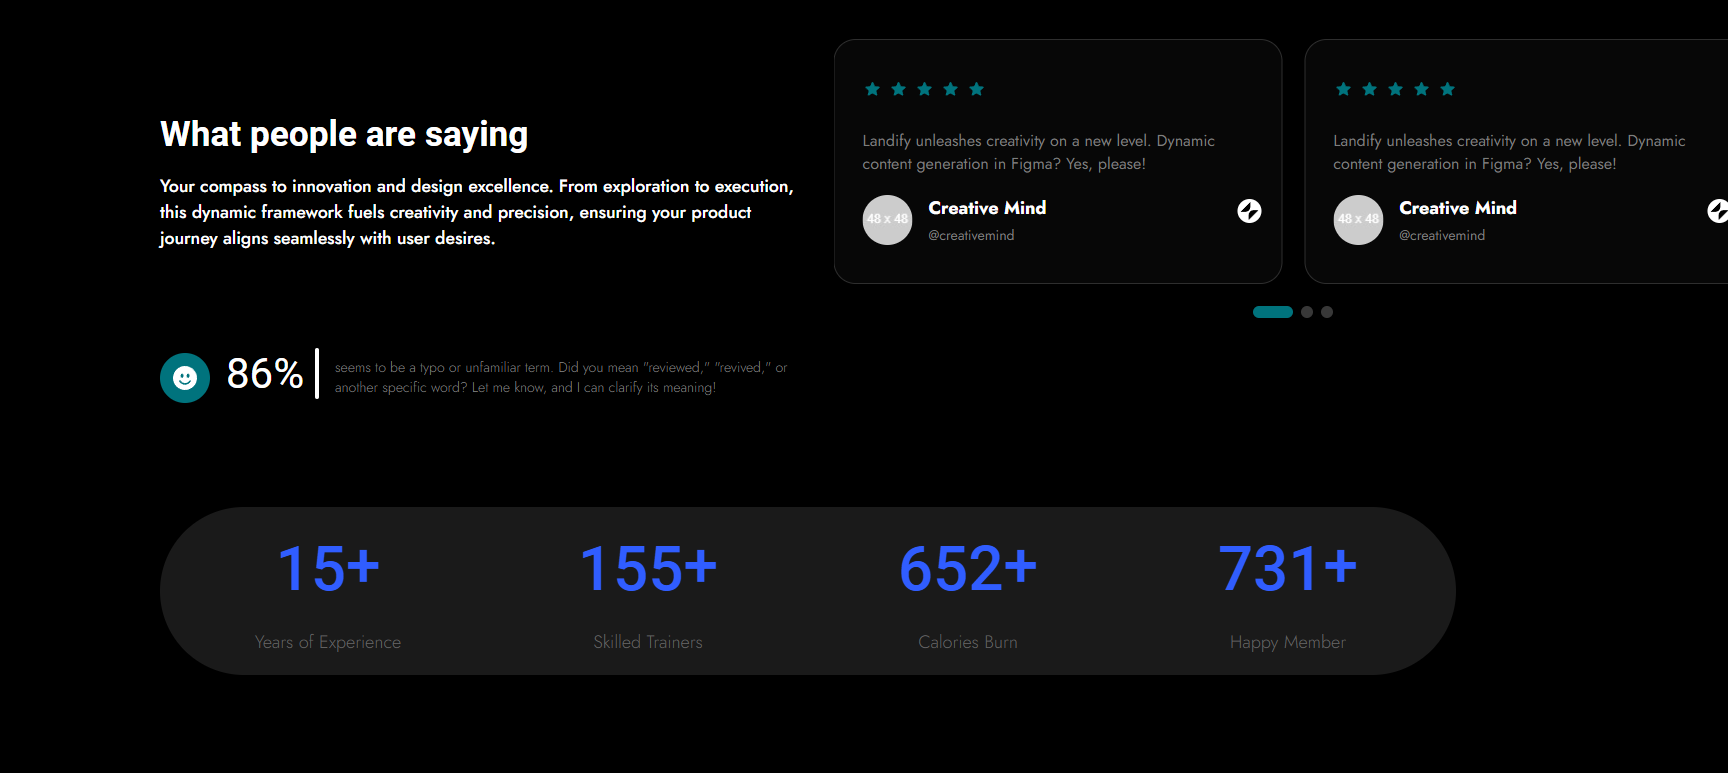 What people are saying
Your compass to innovation and design excellence. From exploration to execution,
this dynamic framework fuels creativity and precision, ensuring your product
journey aligns seamlessly with user desires.
86%
seems to be a typo or unfamiliar term. Did you mean "reviewed," "revived," or
another specific word? Let me know, and I can clarify its meaning!
Landify unleashes creativity on a new level. Dynamic
content generation in Figma? Yes, please!
48 x 48
Creative Mind
@creativemind
Landify unleashes creativity on a new level. Dynamic
content generation in Figma? Yes, please!
48 x 48
Creative Mind
@creativemind
15+
Years of Experience
155+
Skilled Trainers
652+
Calories Burn
731+
Happy Member